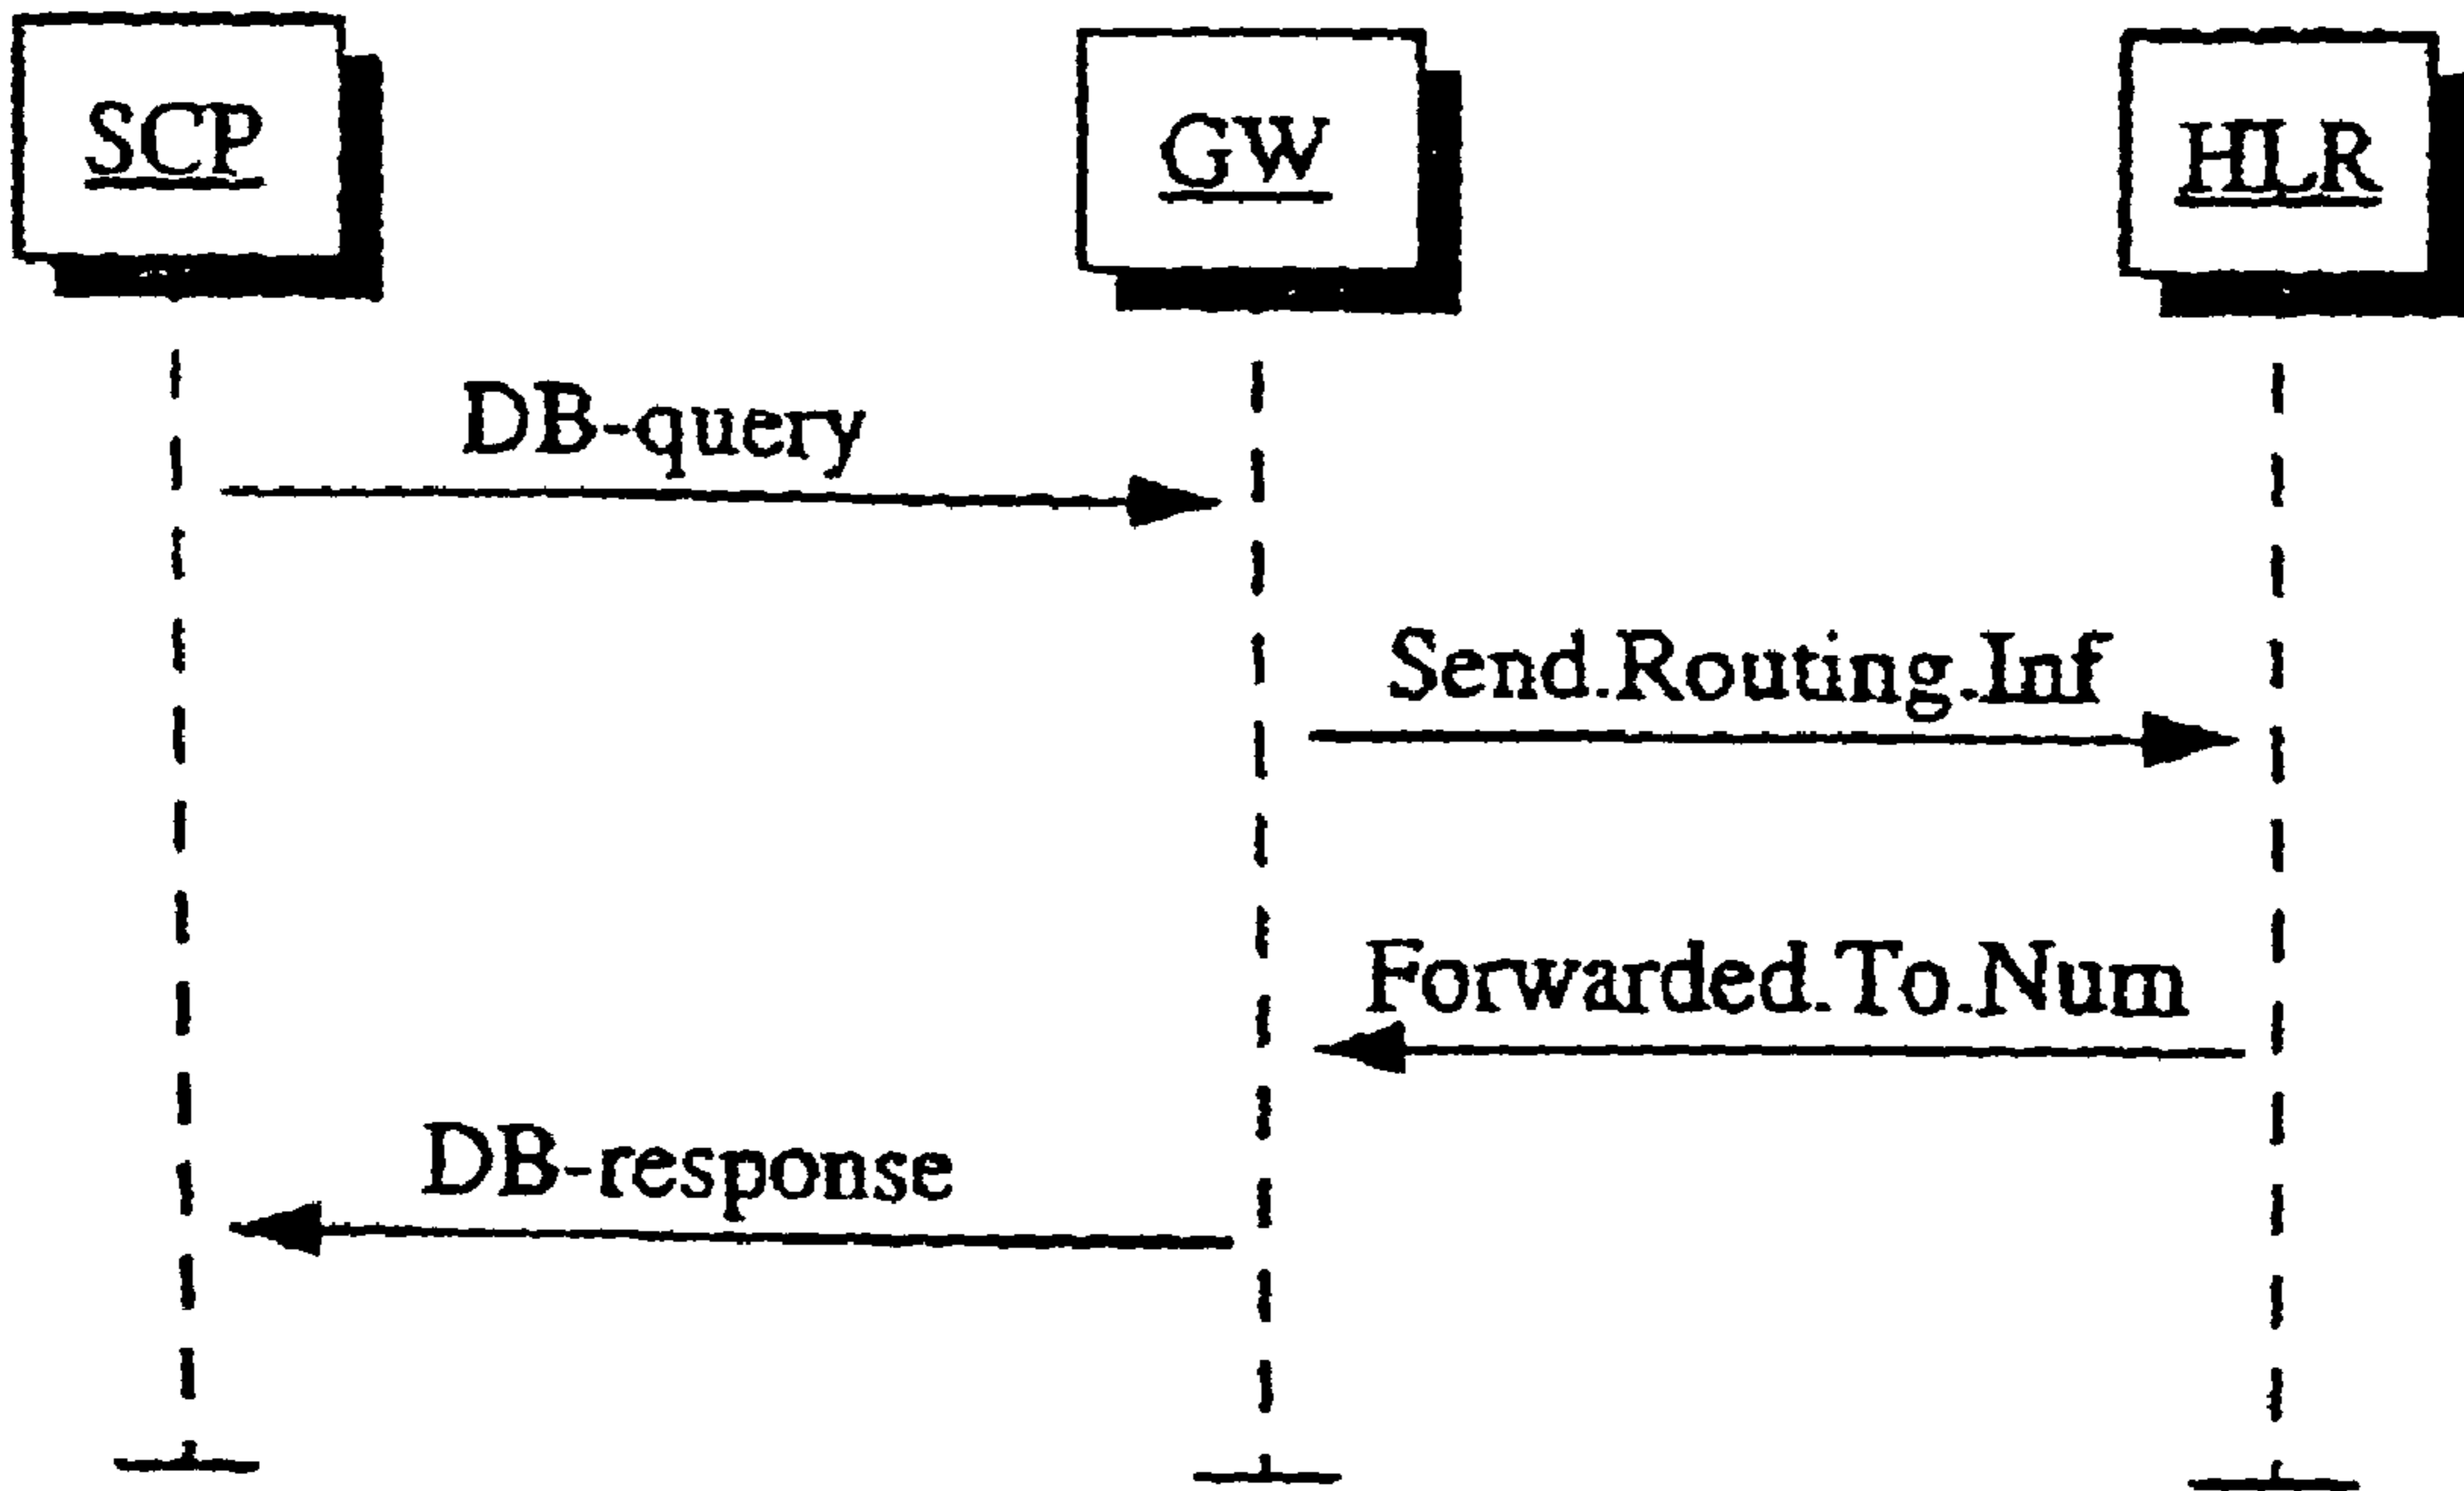 SCP
GW
HLR
DB-query
Send.Routing.Inf
Forwarded.To.Num
DB-response